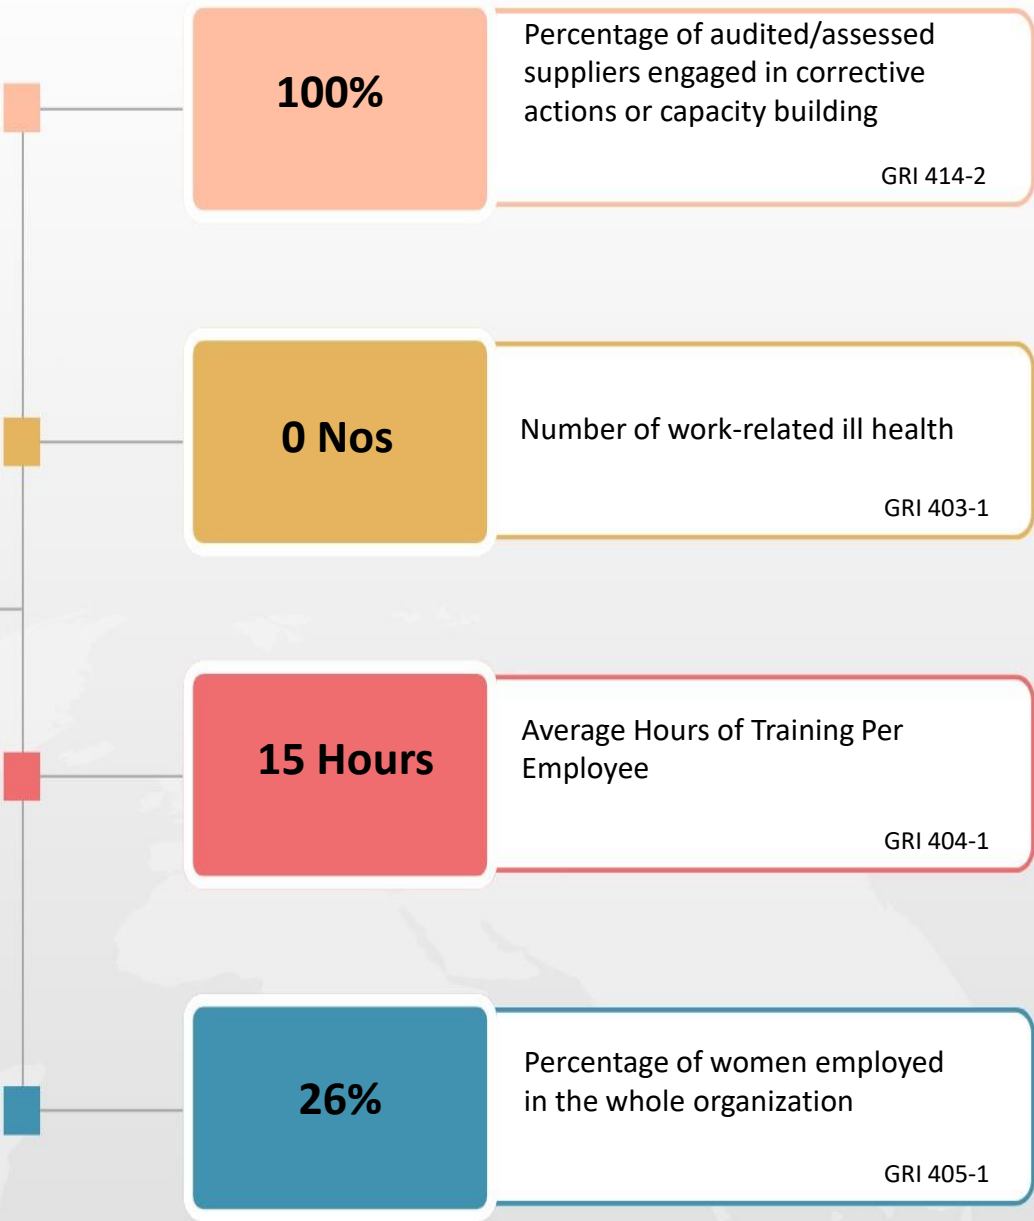 100%
Percentage of audited/assessed
suppliers engaged in corrective
actions or capacity building
GRI 414-2
0 Nos
Number of work-related ill health
GRI 403-1
15 Hours
Average Hours of Training Per
Employee
GRI 404-1
26%
Percentage of women employed
in the whole organization
GRI 405-1